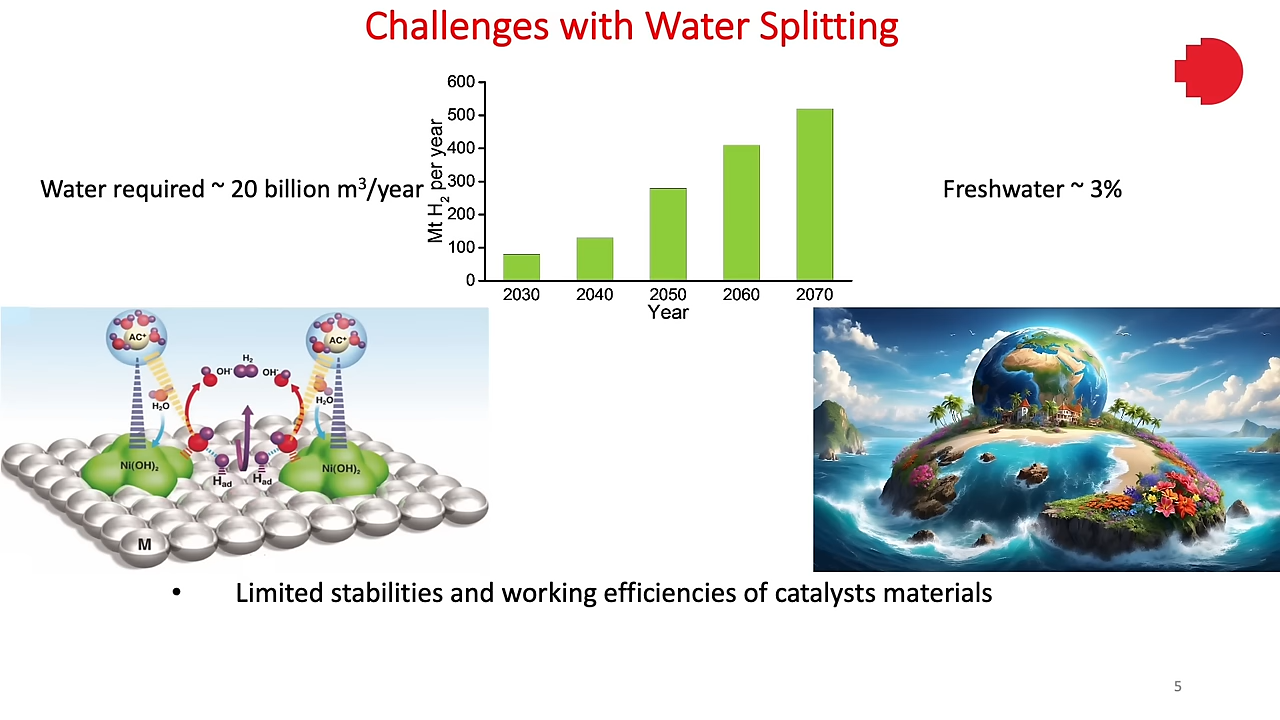 Challenges with Water Splitting
Water required ~ 20 billion m³/year
Mt H₂ per year
600
500
400
300
200
100
0
2030 2040 2050 2060 2070
Year
Freshwater ~ 3%
AC⁺ AC⁺
H₂
OH⁻ OH⁻
H₂O H₂O
Ni(OH)₂ Ni(OH)₂
Had Had
M
• Limited stabilities and working efficiencies of catalysts materials
5